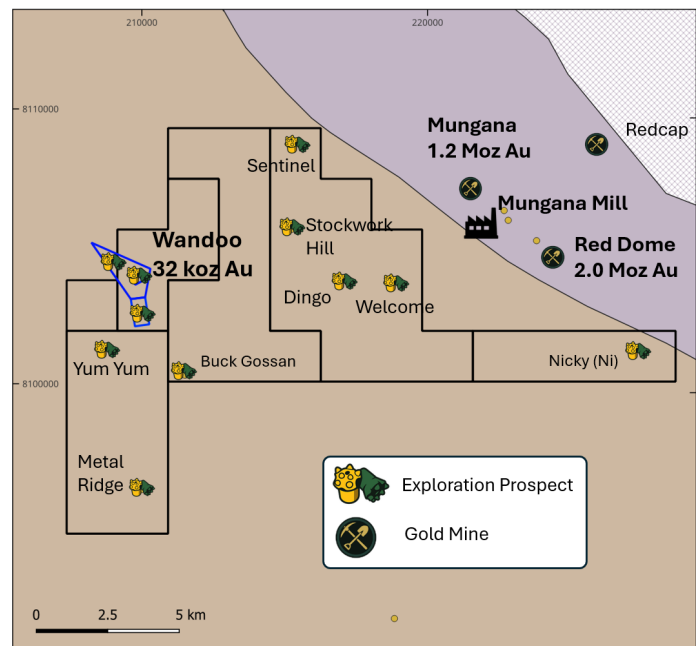 210000
220000
8110000
Mungana
1.2 Moz Au
Redcap
Sentinel
Mungana Mill
Stockwork
Hill
Wandoo
32 koz Au
Red Dome
2.0 Moz Au
Dingo
Welcome
Yum Yum
Buck Gossan
Nicky (Ni)
8100000
Metal
Ridge
Exploration Prospect
Gold Mine
0 2.5 5 km